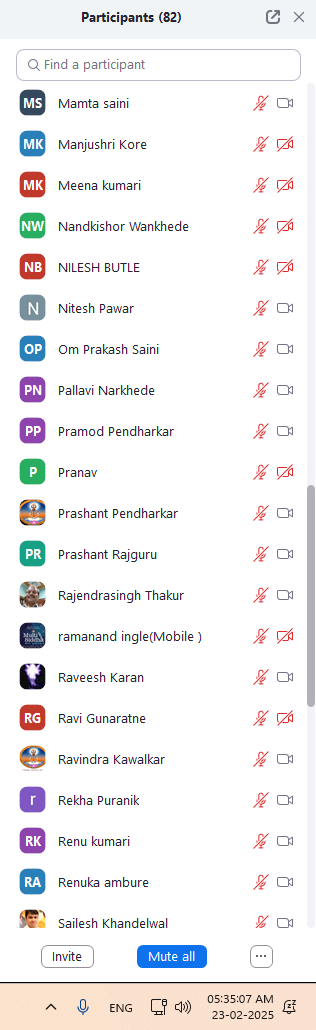 Participants (82)
Find a participant
MS Mamta saini
MK Manjushri Kore
MK Meena kumari
NW Nandkishor Wankhede
NB NILESH BUTLE
N Nitesh Pawar
OP Om Prakash Saini
PN Pallavi Narkhede
PP Pramod Pendharkar
P Pranav
Prashant Pendharkar
PR Prashant Rajguru
Rajendrasingh Thakur
ramanand ingle(Mobile )
Raveesh Karan
RG Ravi Gunaratne
Ravindra Kawalkar
r Rekha Puranik
RK Renu kumari
RA Renuka ambure
Sailesh Khandelwal
Invite Mute all ...
ENG 05:35:07 AM
23-02-2025